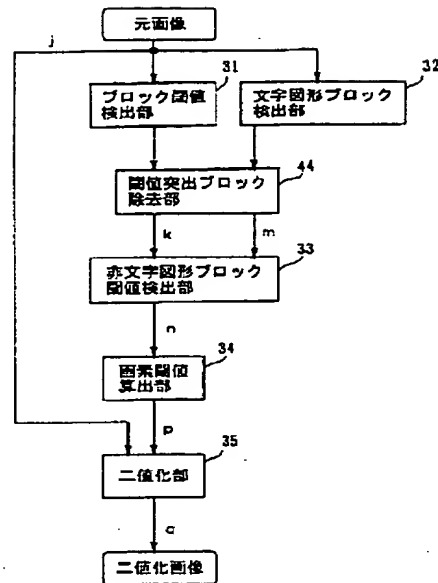 元画像
j
31
32
ブロック閾値
検出部
文字図形ブロック
検出部
44
閾値突出ブロック
除去部
k
m
33
赤文字図形ブロック
閾値検出部
n
34
画素閾値
算出部
p
35
二値化部
q
二値化画像